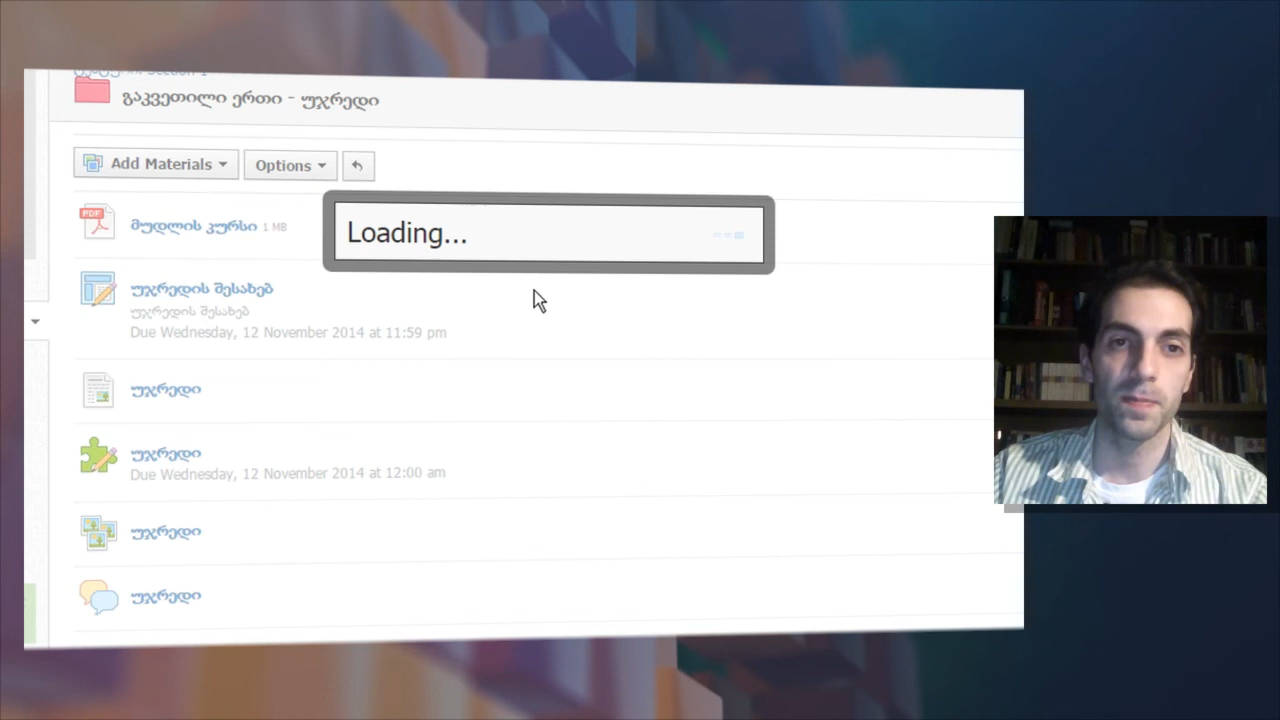 გაკვეთილი ერთი - უჯრედი
Add Materials
Options
PDF
მუდლის კურსი 1 MB
Loading...
უჯრედის შესახებ
უჯრედის შესახებ
Due Wednesday, 12 November 2014 at 11:59 pm
უჯრედი
უჯრედი
Due Wednesday, 12 November 2014 at 12:00 am
უჯრედი
უჯრედი